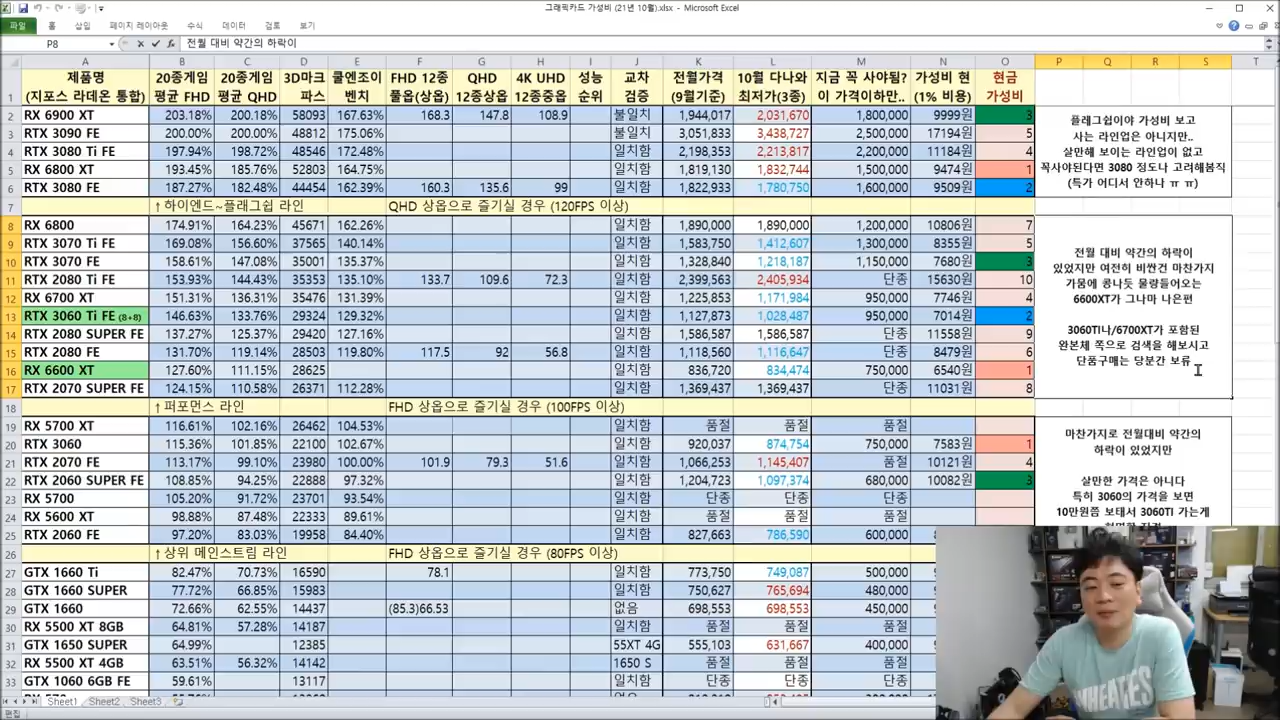 그래픽카드 가성비 (21년 10월).xlsx - Microsoft Excel
파일 홈 삽입 페이지 레이아웃 수식 데이터 검토 보기
P8 전월 대비 약간의 하락이
A B C D E F G H I J K L M N O P Q R S T
제품명 20종게임 20종게임 3D마크 쿨엔조이 FHD 12종 QHD 4K UHD 성능 교차 전월가격 10월 다나와 지금 꼭 사야됨? 가성비 현 현금
1 (지포스 라데온 통합) 평균 FHD 평균 QHD 파스 벤치 풀옵(상옵) 12종상옵 12종중옵 순위 검증 (9월기준) 최저가(3종) 이 가격이하만.. (1% 비용) 가성비
2 RX 6900 XT 203.18% 200.18% 58093 167.63% 168.3 147.8 108.9 불일치 1,944,017 2,031,670 1,800,000 9999원 3
3 RTX 3090 FE 200.00% 200.00% 48812 175.06% 불일치 3,051,833 3,438,727 2,500,000 17194원 5
4 RTX 3080 Ti FE 197.94% 198.72% 48546 172.48% 일치함 2,198,353 2,213,817 2,200,000 11184원 4
5 RX 6800 XT 193.45% 185.76% 52803 164.75% 일치함 1,819,130 1,832,744 1,500,000 9474원 1
6 RTX 3080 FE 187.27% 182.48% 44454 162.39% 160.3 135.6 99 일치함 1,822,933 1,780,750 1,600,000 9509원 2
플레그쉽이야 가성비 보고
사는 라인업은 아니지만..
살만해 보이는 라인업이 없고
꼭사야된다면 3080 정도나 고려해봄직
(특가 어디서 안하나 ㅠ ㅠ)
7 ↑하이엔드~플래그쉽 라인 QHD 상옵으로 즐기실 경우 (120FPS 이상)
8 RX 6800 174.91% 164.23% 45671 162.26% 일치함 1,890,000 1,890,000 1,200,000 10806원 7
9 RTX 3070 Ti FE 169.08% 156.60% 37565 140.14% 일치함 1,583,750 1,412,607 1,300,000 8355원 5
10 RTX 3070 FE 158.61% 147.08% 35001 135.37% 일치함 1,328,840 1,218,187 1,150,000 7680원 3
11 RTX 2080 Ti FE 153.93% 144.43% 35353 135.10% 133.7 109.6 72.3 일치함 2,399,563 2,405,934 단종 15630원 10
12 RX 6700 XT 151.31% 136.31% 35476 131.39% 일치함 1,225,853 1,171,984 950,000 7746원 4
13 RTX 3060 Ti FE (8+8) 146.63% 133.76% 29324 129.32% 일치함 1,127,873 1,028,487 950,000 7014원 2
14 RTX 2080 SUPER FE 137.27% 125.37% 29420 127.16% 일치함 1,586,587 1,586,587 단종 11558원 9
15 RTX 2080 FE 131.70% 119.14% 28503 119.80% 117.5 92 56.8 일치함 1,118,560 1,116,647 단종 8479원 6
16 RX 6600 XT 127.60% 111.15% 28625 일치함 836,720 834,474 750,000 6540원 1
17 RTX 2070 SUPER FE 124.15% 110.58% 26371 112.28% 일치함 1,369,437 1,369,437 단종 11031원 8
전월 대비 약간의 하락이
있었지만 여전히 비싼건 마찬가지
가뭄에 콩나듯 물량들어오는
6600XT가 그나마 나은편
3060TI나/6700XT가 포함된
완본체 쪽으로 검색을 해보시고
단품구매는 당분간 보류
18 ↑퍼포먼스 라인 FHD 상옵으로 즐기실 경우 (100FPS 이상)
19 RX 5700 XT 116.61% 102.16% 26462 104.53% 일치함 품절 품절 품절
20 RTX 3060 115.36% 101.85% 22100 102.67% 일치함 920,037 874,754 750,000 7583원 1
21 RTX 2070 FE 113.17% 99.10% 23980 100.00% 101.9 79.3 51.6 일치함 1,066,253 1,145,407 품절 10121원 4
22 RTX 2060 SUPER FE 108.85% 94.25% 22888 97.32% 일치함 1,204,723 1,097,374 680,000 10082원 3
23 RX 5700 105.20% 91.72% 23701 93.54% 일치함 단종 단종 단종
24 RX 5600 XT 98.88% 87.48% 22333 89.61% 일치함 품절 품절 품절
25 RTX 2060 FE 97.20% 83.03% 19958 84.40% 일치함 827,663 786,590 600,000
마찬가지로 전월대비 약간의
하락이 있었지만
살만한 가격은 아니다
특히 3060의 가격을 보면
10만원쯤 보태서 3060TI 가는게
26 ↑상위 메인스트림 라인 FHD 상옵으로 즐기실 경우 (80FPS 이상)
27 GTX 1660 Ti 82.47% 70.73% 16590 78.1 일치함 773,750 749,087 500,000
28 GTX 1660 SUPER 77.72% 66.85% 15983 일치함 750,627 765,694 480,000
29 GTX 1660 72.66% 62.55% 14437 (85.3)66.53 없음 698,553 698,553 450,000
30 RX 5500 XT 8GB 64.81% 57.28% 14187 일치함 품절 품절 품절
31 GTX 1650 SUPER 64.99% 12385 55XT 4G 555,103 631,667 400,000
32 RX 5500 XT 4GB 63.51% 56.32% 14142 1650 S 품절 품절 품절
33 GTX 1060 6GB FE 59.11% 13117 일치함 단종 단종 단종
Sheet1 Sheet2 Sheet3
편집
WHEATIES